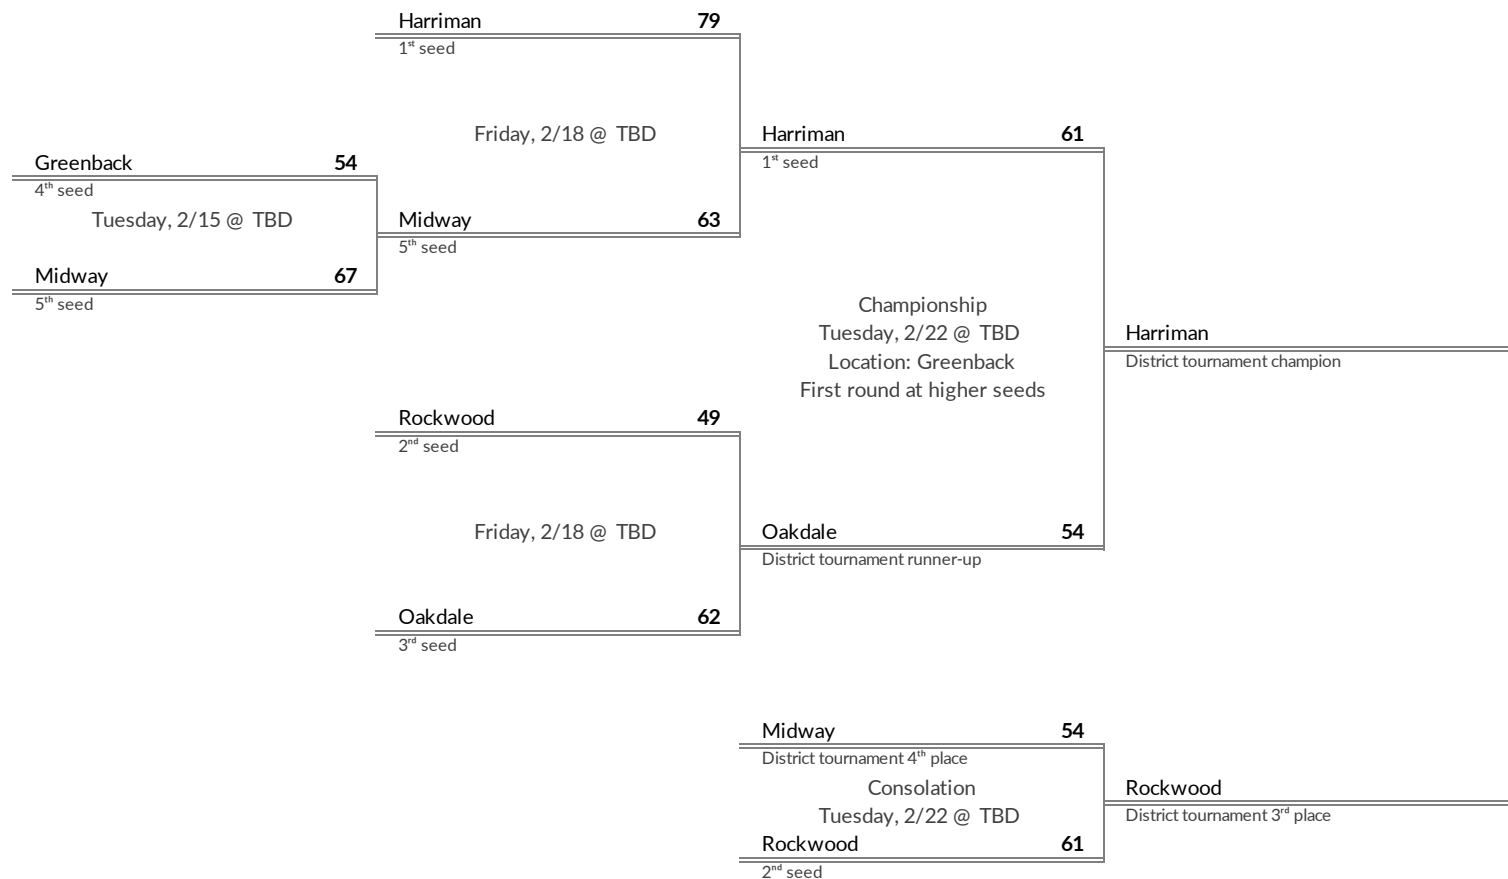 Harriman 79
1st seed
Friday, 2/18 @ TBD
Harriman 61
1st seed
Greenback 54
4th seed
Tuesday, 2/15 @ TBD
Midway 63
5th seed
Midway 67
5th seed
Championship
Tuesday, 2/22 @ TBD
Location: Greenback
First round at higher seeds
Harriman
District tournament champion
Rockwood 49
2nd seed
Friday, 2/18 @ TBD
Oakdale 54
District tournament runner-up
Oakdale 62
3rd seed
Midway 54
District tournament 4th place
Consolation
Tuesday, 2/22 @ TBD
Rockwood
District tournament 3rd place
Rockwood 61
2nd seed